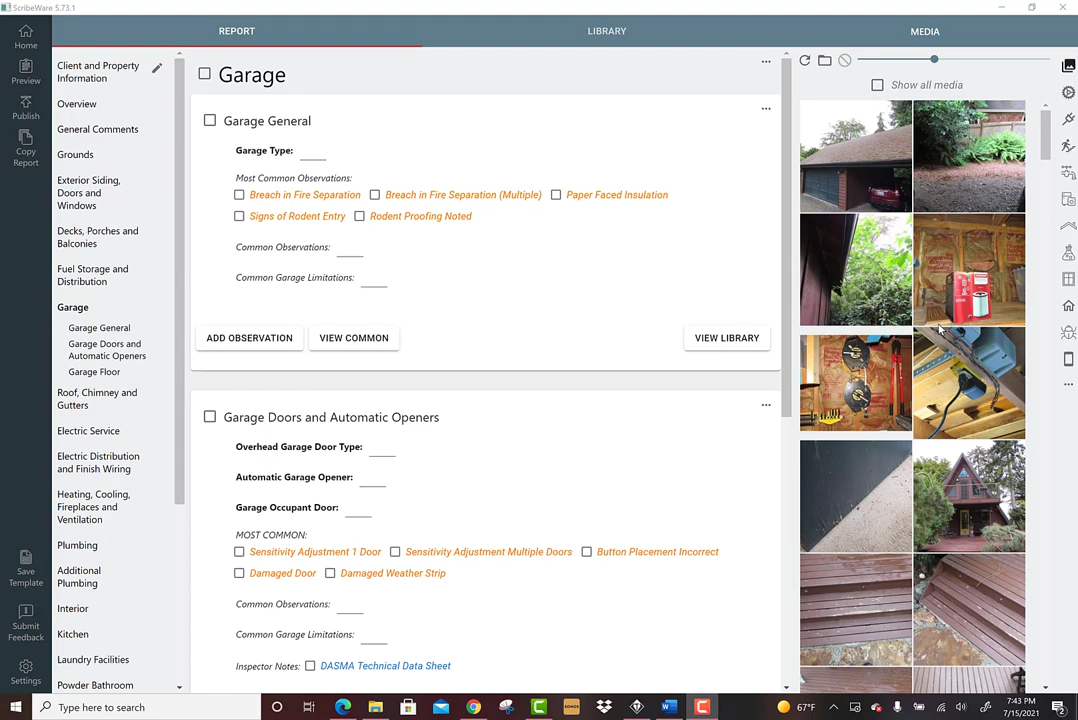 ScribeWare 5.73.1
REPORT
LIBRARY
MEDIA
Home
Preview
Publish
Copy
Report
Save
Template
Submit
Feedback
Settings
Client and Property
Information
Overview
General Comments
Grounds
Exterior Siding,
Doors and
Windows
Decks, Porches and
Balconies
Fuel Storage and
Distribution
Garage
Garage General
Garage Doors and
Automatic Openers
Garage Floor
Roof, Chimney and
Gutters
Electric Service
Electric Distribution
and Finish Wiring
Heating, Cooling,
Fireplaces and
Ventilation
Plumbing
Additional
Plumbing
Interior
Kitchen
Laundry Facilities
Powder Bathroom
Garage
Garage General
Garage Type:
Most Common Observations:
Breach in Fire Separation Breach in Fire Separation (Multiple) Paper Faced Insulation
Signs of Rodent Entry Rodent Proofing Noted
Common Observations:
Common Garage Limitations:
ADD OBSERVATION VIEW COMMON VIEW LIBRARY
Garage Doors and Automatic Openers
Overhead Garage Door Type:
Automatic Garage Opener:
Garage Occupant Door:
MOST COMMON:
Sensitivity Adjustment 1 Door Sensitivity Adjustment Multiple Doors Button Placement Incorrect
Damaged Door Damaged Weather Strip
Common Observations:
Common Garage Limitations:
Inspector Notes: DASMA Technical Data Sheet
Show all media
Type here to search
67°F
7:43 PM
7/15/2021